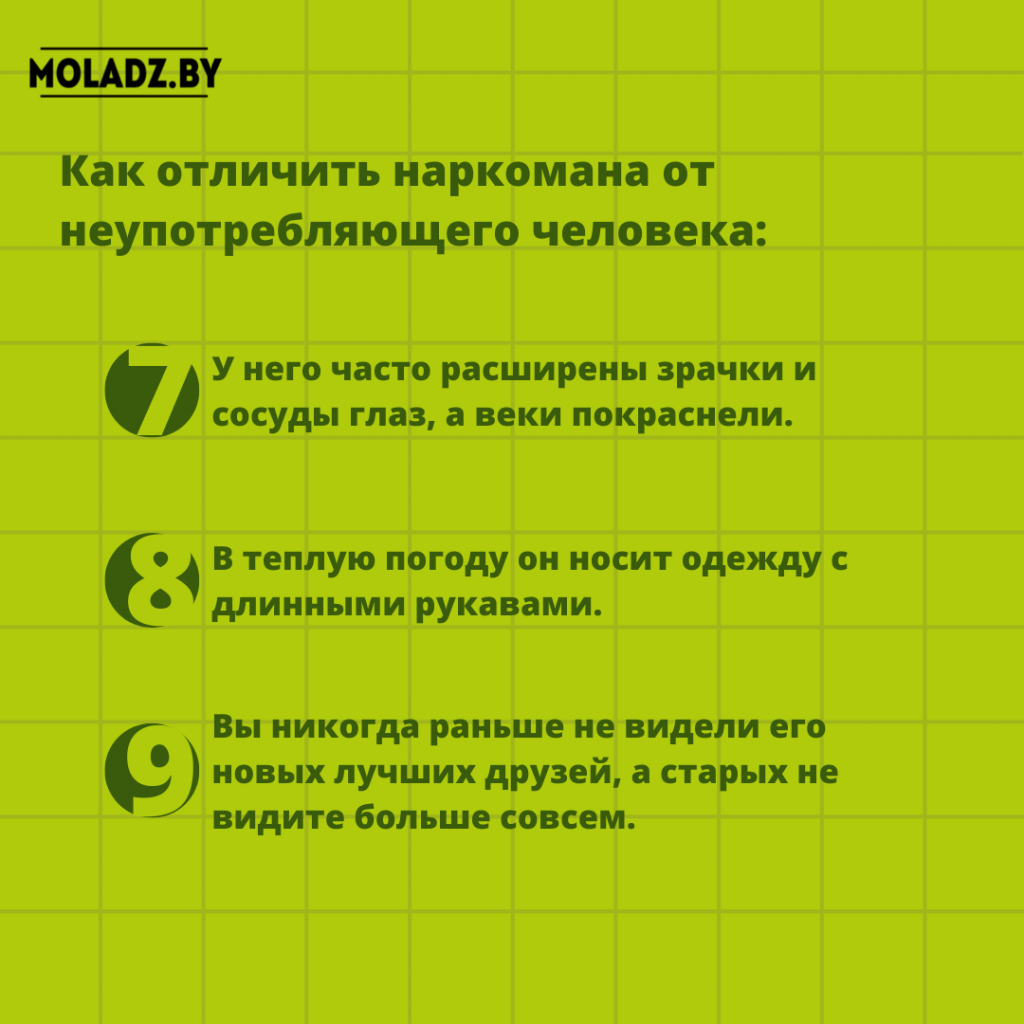 MOLADZ.BY
Как отличить наркомана от
неупотребляющего человека:
7
У него часто расширены зрачки и
сосуды глаз, а веки покраснели.
8
В теплую погоду он носит одежду с
длинными рукавами.
9
Вы никогда раньше не видели его
новых лучших друзей, а старых не
видите больше совсем.